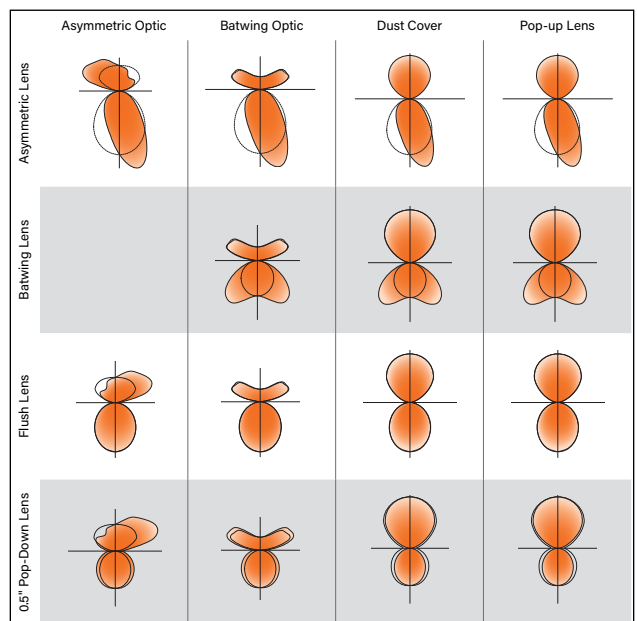 Asymmetric Optic
Batwing Optic
Dust Cover
Pop-up Lens
Asymmetric Lens
Batwing Lens
Flush Lens
0.5" Pop-Down Lens